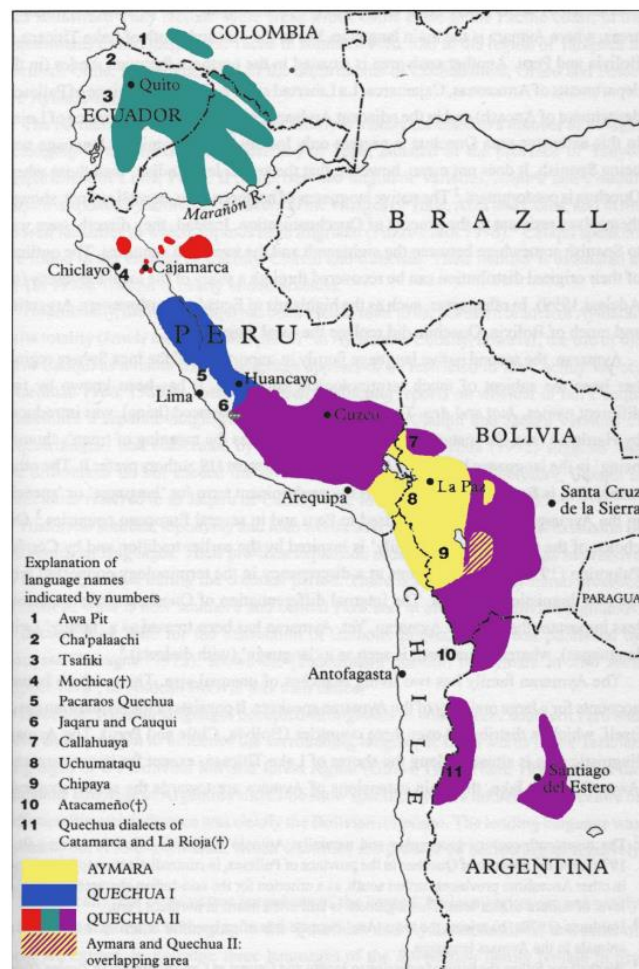 1
COLOMBIA
2
Quito
3
ECUADOR
Marañón R.
BRAZIL
Chiclayo
4
Cajamarca
PERU
5
Huancayo
Lima
6
Cuzco
7
BOLIVIA
La Paz
8
Arequipa
Santa Cruz
de la Sierra
9
PARAGUA
10
Antofagasta
CHILE
11
Santiago
del Estero
ARGENTINA
Explanation of
language names
indicated by numbers
1 Awa Pit
2 Cha'palaachi
3 Tsafiki
4 Mochica(†)
5 Pacaraos Quechua
6 Jaqaru and Cauqui
7 Callahuaya
8 Uchumataqu
9 Chipaya
10 Atacameño(†)
11 Quechua dialects of
Catamarca and La Rioja(†)
AYMARA
QUECHUA II
Aymara and Quechua II:
overlapping area